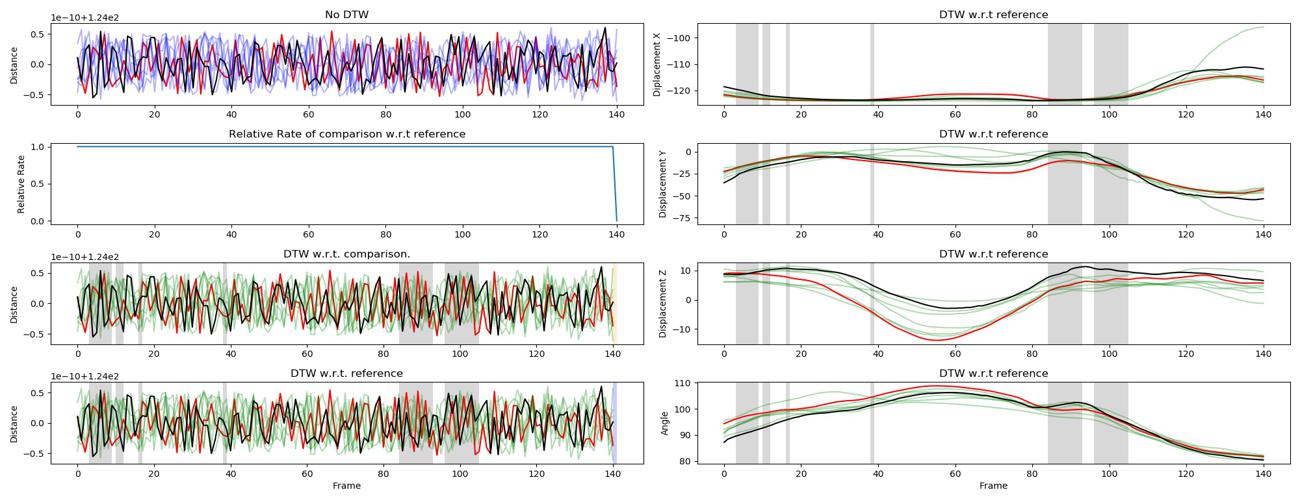 No DTW
1e−10+1.24e2
Distance
0.5
0.0
−0.5
0 20 40 60 80 100 120 140
Relative Rate of comparison w.r.t reference
Relative Rate
1.0
0.5
0.0
0 20 40 60 80 100 120 140
DTW w.r.t. comparison.
1e−10+1.24e2
Distance
0.5
0.0
−0.5
0 20 40 60 80 100 120 140
DTW w.r.t. reference
1e−10+1.24e2
Distance
0.5
0.0
−0.5
0 20 40 60 80 100 120 140
Frame
DTW w.r.t reference
Diplacement X
−100
−110
−120
0 20 40 60 80 100 120 140
DTW w.r.t reference
Displacement Y
0
−25
−50
−75
0 20 40 60 80 100 120 140
DTW w.r.t reference
Displacement Z
10
0
−10
0 20 40 60 80 100 120 140
DTW w.r.t reference
Angle
110
100
90
80
0 20 40 60 80 100 120 140
Frame